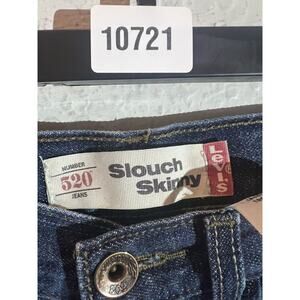 10721
NUMBER
520
JEANS
Slouch
Skinny
Levi's